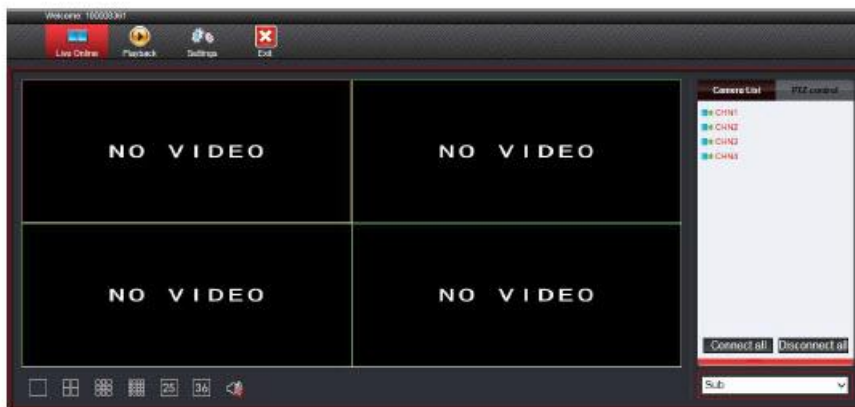 Welcome:
Live Online Playback Settings Exit
Camera List PTZ control
NO VIDEO NO VIDEO
CHN1
CHN2
CHN3
CHN4
NO VIDEO NO VIDEO
Connect all Disconnect all
25 36
Sub